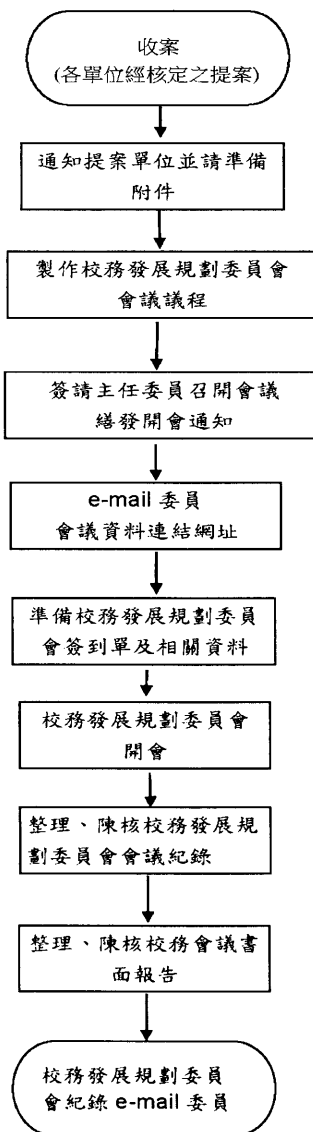 收案
(各單位經核定之提案)
通知提案單位並請準備
附件
製作校務發展規劃委員會
會議議程
簽請主任委員召開會議
繕發開會通知
e-mail 委員
會議資料連結網址
準備校務發展規劃委員
會簽到單及相關資料
校務發展規劃委員會
開會
整理、陳核校務發展規
劃委員會會議紀錄
整理、陳核校務會議書
面報告
校務發展規劃委員
會紀錄 e-mail 委員